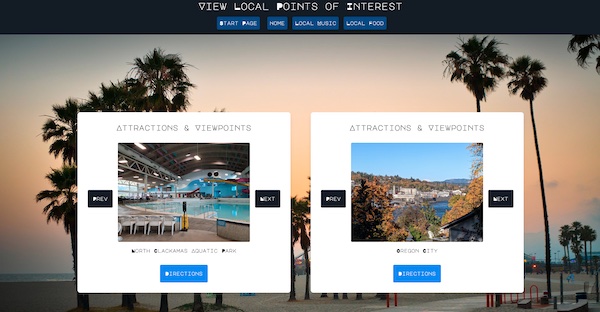 View Local Points of Interest
Start Page
Home
Local Music
Local Food
Attractions & Viewpoints
Prev
Next
North Clackamas Aquatic Park
Directions
Attractions & Viewpoints
Prev
Next
Oregon City
Directions